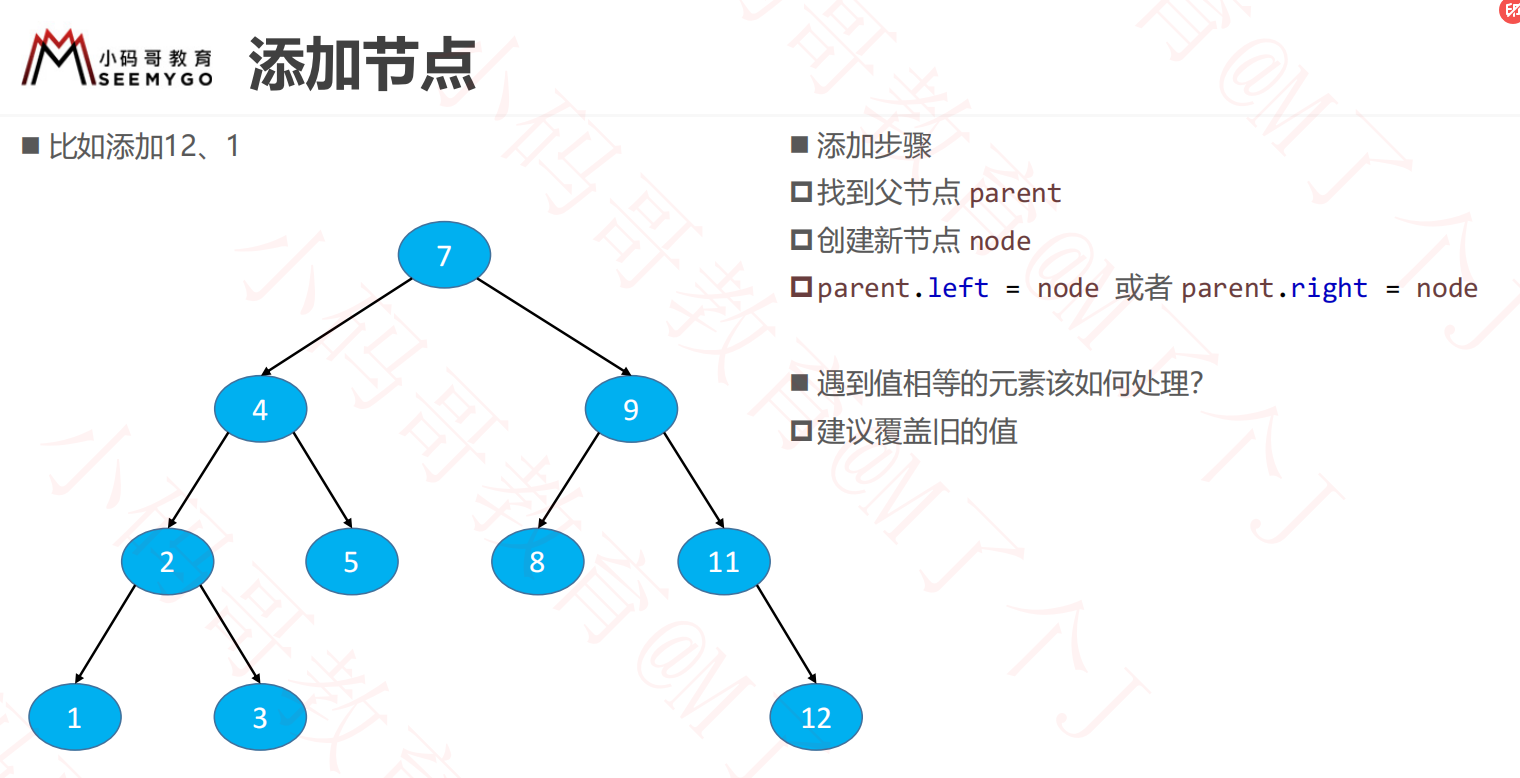 小码哥教育
SEEMYGO
添加节点
■ 比如添加12、1
7
4
9
2
5
8
11
1
3
12
■ 添加步骤
找到父节点 parent
创建新节点 node
parent.left = node 或者 parent.right = node
■ 遇到值相等的元素该如何处理？
建议覆盖旧的值
小码哥教育@M了个J